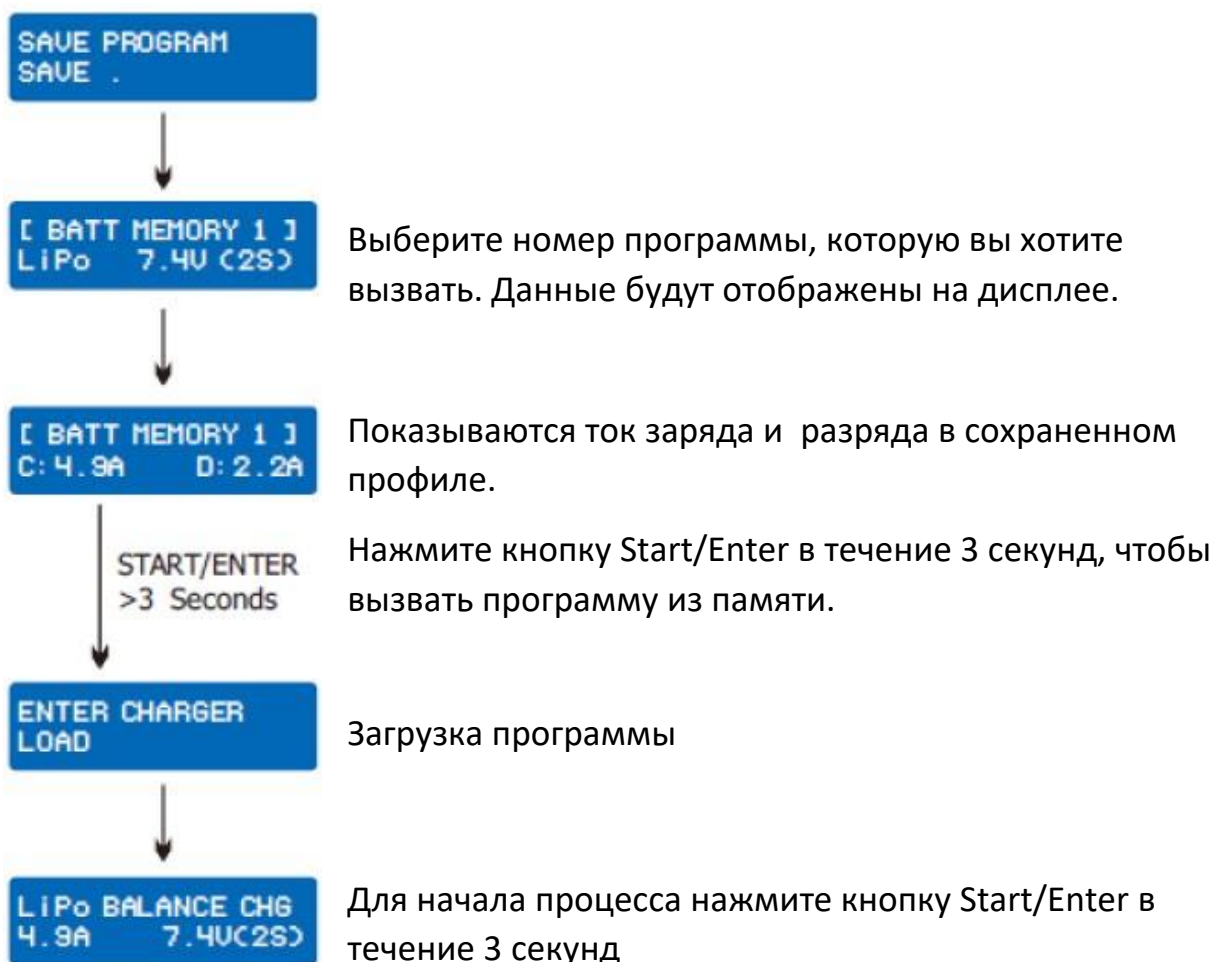 SAVE PROGRAM
SAVE .
[ BATT MEMORY 1 ]
LiPo 7.4V (2S)
Выберите номер программы, которую вы хотите
вызвать. Данные будут отображены на дисплее.
[ BATT MEMORY 1 ]
C:4.9A D:2.2A
Показываются ток заряда и  разряда в сохраненном
профиле.
START/ENTER
>3 Seconds
Нажмите кнопку Start/Enter в течение 3 секунд, чтобы
вызвать программу из памяти.
ENTER CHARGER
LOAD
Загрузка программы
LiPo BALANCE CHG
4.9A 7.4V(2S)
Для начала процесса нажмите кнопку Start/Enter в
течение 3 секунд